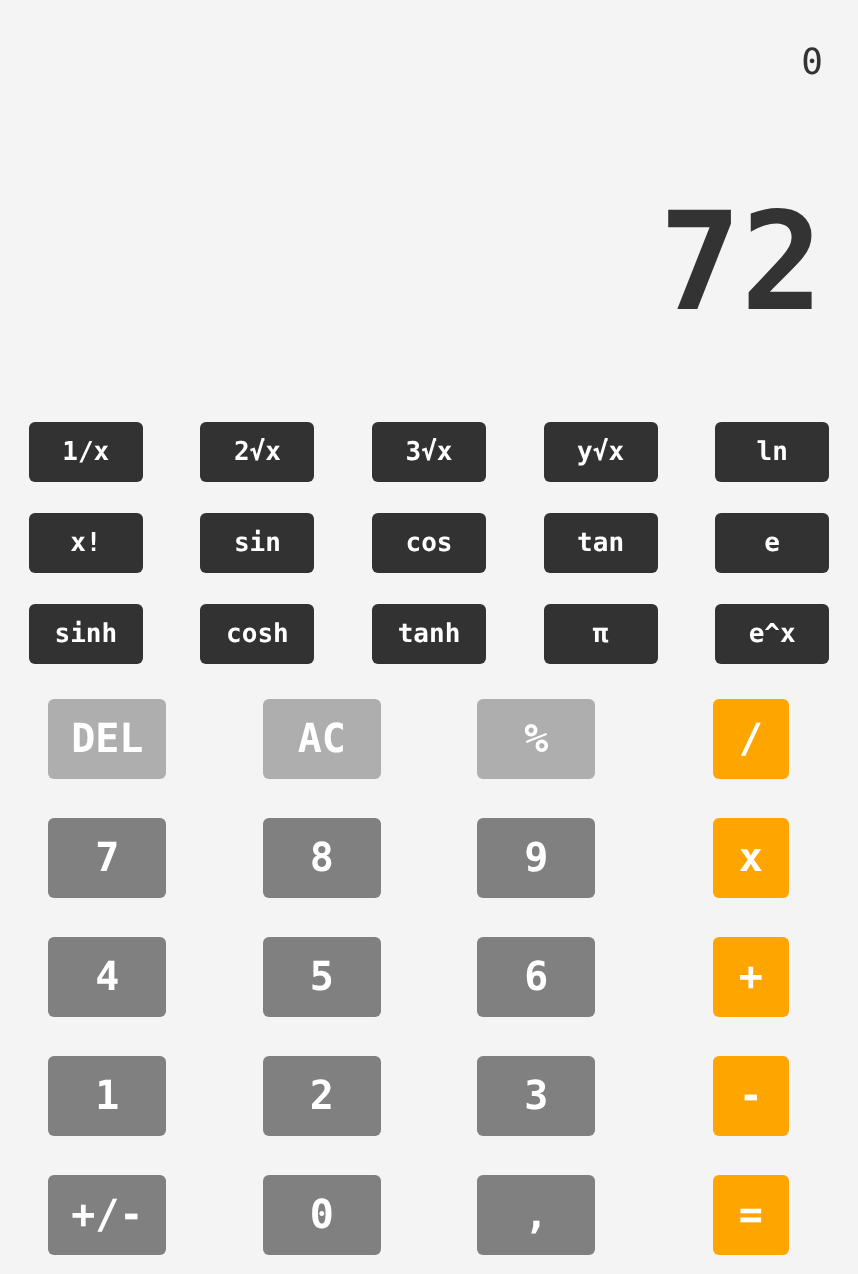 0
72
1/x 2√x 3√x y√x ln
x! sin cos tan e
sinh cosh tanh π e^x
DEL AC % /
7 8 9 x
4 5 6 +
1 2 3 -
+/- 0 , =